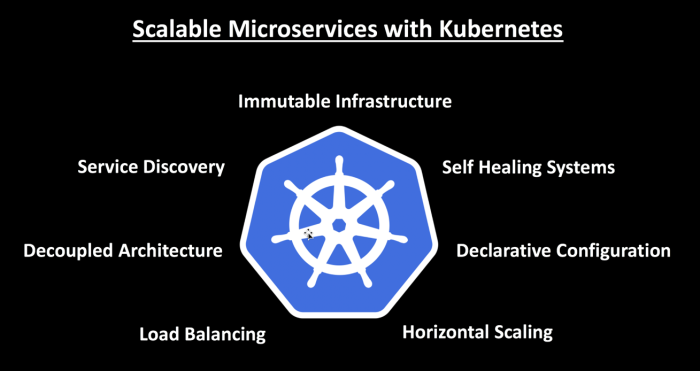 Scalable Microservices with Kubernetes
Immutable Infrastructure
Service Discovery
Self Healing Systems
Decoupled Architecture
Declarative Configuration
Load Balancing
Horizontal Scaling